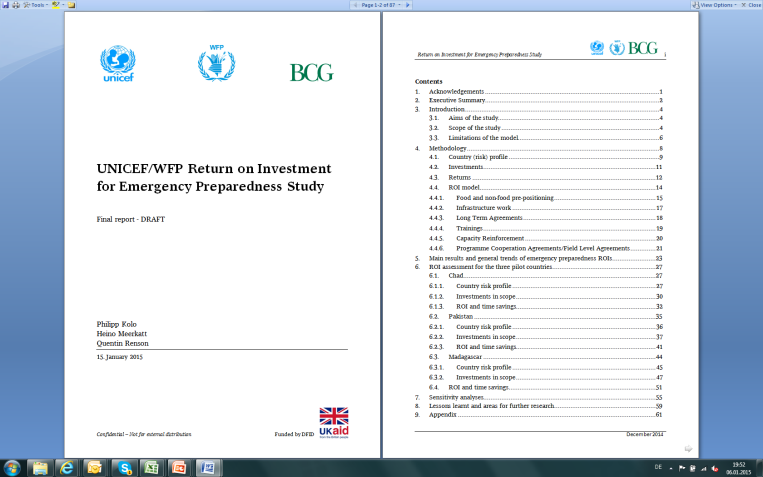 Tools
Page 1-2 of 87
View Options
Close
unicef
WFP
BCG
UNICEF/WFP Return on Investment
for Emergency Preparedness Study
Final report - DRAFT
Philipp Kolo
Heino Meerkatt
Quentin Renson
15. January 2015
Confidential – Not for external distribution
Funded by DFID
UKaid
from the British people
Return on Investment for Emergency Preparedness Study
unicef
WFP
BCG
1
Contents
1. Acknowledgements 1
2. Executive Summary 2
3. Introduction 4
3.1. Aims of the study 4
3.2. Scope of the study 4
3.3. Limitations of the model 6
4. Methodology 8
4.1. Country (risk) profile 9
4.2. Investments 11
4.3. Returns 12
4.4. ROI model 14
4.4.1. Food and non-food pre-positioning 15
4.4.2. Infrastructure work 17
4.4.3. Long Term Agreements 18
4.4.4. Trainings 19
4.4.5. Capacity Reinforcement 20
4.4.6. Programme Cooperation Agreements/Field Level Agreements 21
5. Main results and general trends of emergency preparedness ROIs 23
6. ROI assessment for the three pilot countries 27
6.1. Chad 27
6.1.1. Country risk profile 27
6.1.2. Investments in scope 30
6.1.3. ROI and time savings 32
6.2. Pakistan 35
6.2.1. Country risk profile 36
6.2.2. Investments in scope 37
6.2.3. ROI and time savings 41
6.3. Madagascar 44
6.3.1. Country risk profile 45
6.3.2. Investments in scope 47
6.4. ROI and time savings 51
7. Sensitivity analyses 55
8. Lessons learnt and areas for further research 59
9. Appendix 61
December 2014
DE
19:52
06.01.2015